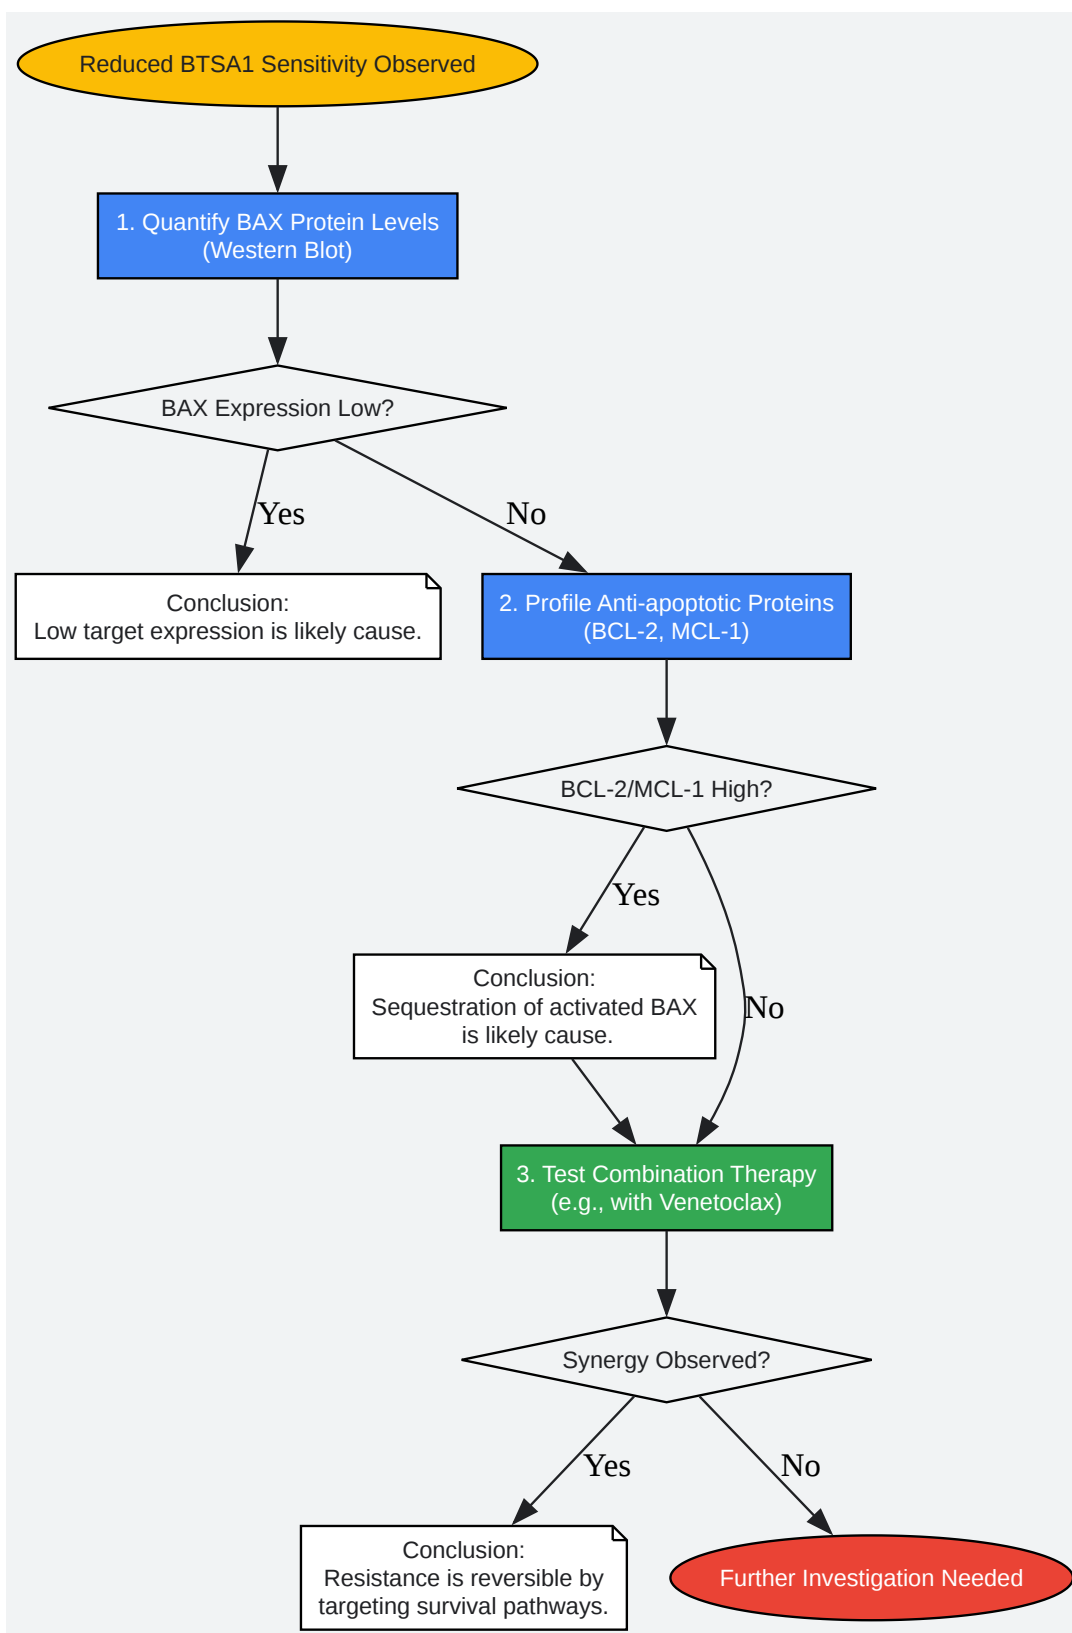 Reduced BTSA1 Sensitivity Observed
1. Quantify BAX Protein Levels
(Western Blot)
BAX Expression Low?
Yes
No
Conclusion:
Low target expression is likely cause.
2. Profile Anti-apoptotic Proteins
(BCL-2, MCL-1)
BCL-2/MCL-1 High?
Yes
No
Conclusion:
Sequestration of activated BAX
is likely cause.
3. Test Combination Therapy
(e.g., with Venetoclax)
Synergy Observed?
Yes
No
Conclusion:
Resistance is reversible by
targeting survival pathways.
Further Investigation Needed